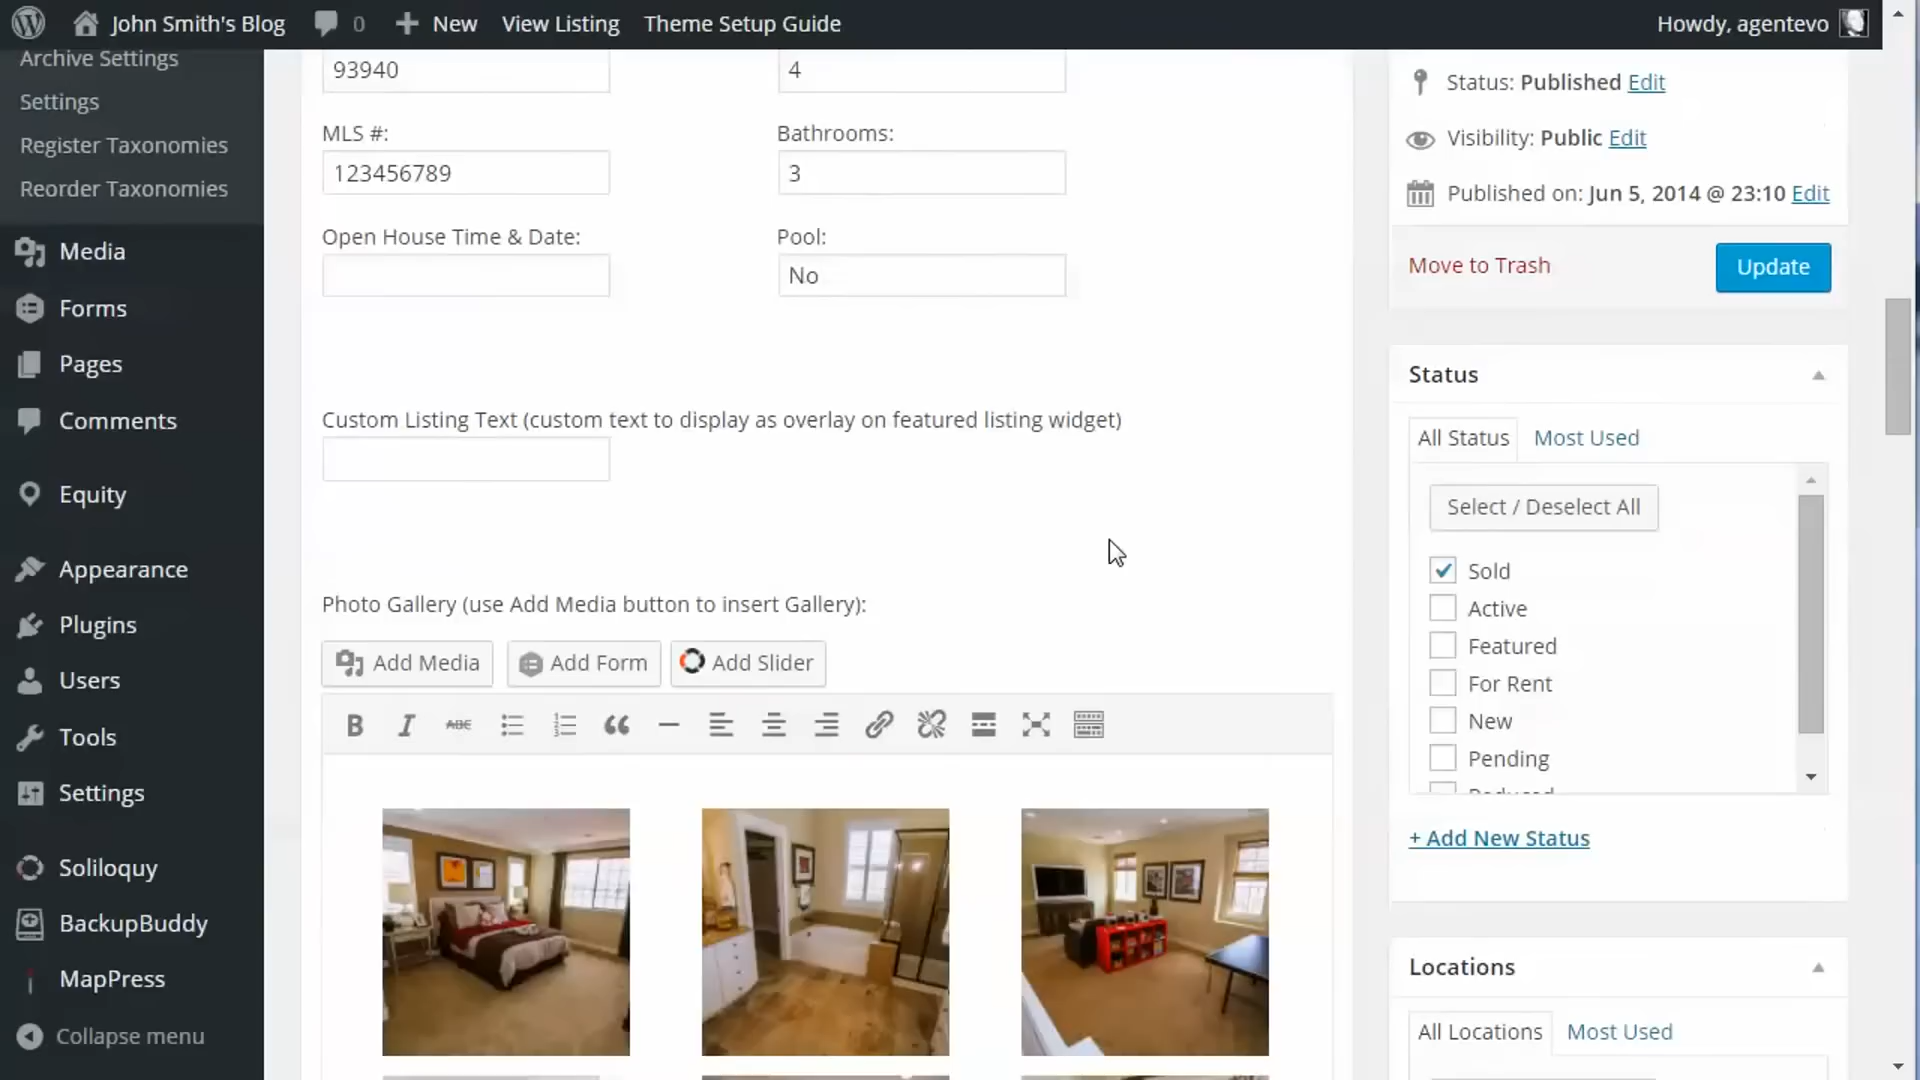 John Smith's Blog 0 New View Listing Theme Setup Guide Howdy, agentevo
Archive Settings
Settings
Register Taxonomies
Reorder Taxonomies
Media
Forms
Pages
Comments
Equity
Appearance
Plugins
Users
Tools
Settings
Soliloquy
BackupBuddy
MapPress
Collapse menu
93940 4
MLS #: Bathrooms:
123456789 3
Open House Time & Date: Pool:
No
Custom Listing Text (custom text to display as overlay on featured listing widget)
Photo Gallery (use Add Media button to insert Gallery):
Add Media Add Form Add Slider
B I ABC
Status: Published Edit
Visibility: Public Edit
Published on: Jun 5, 2014 @ 23:10 Edit
Move to Trash Update
Status
All Status Most Used
Select / Deselect All
Sold
Active
Featured
For Rent
New
Pending
+ Add New Status
Locations
All Locations Most Used